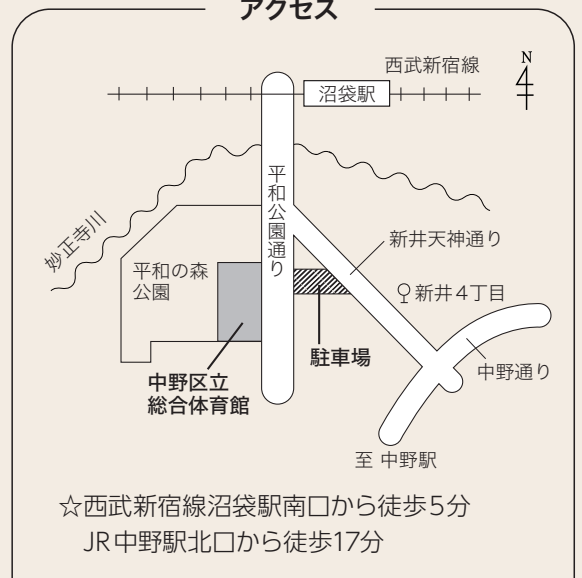 アクセス
西武新宿線
N
沼袋駅
平和公園通り
妙正寺川
新井天神通り
平和の森
公園
新井4丁目
駐車場
中野通り
中野区立
総合体育館
至 中野駅
☆西武新宿線沼袋駅南口から徒歩5分
JR中野駅北口から徒歩17分